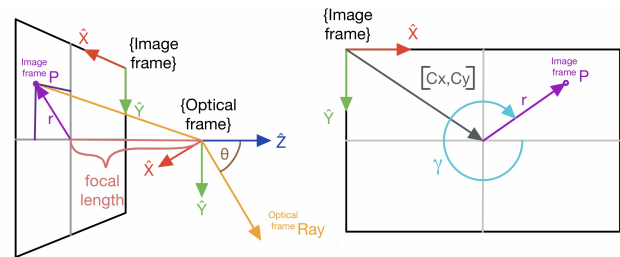 {Image
frame}
X̂
Image
frame P
Ŷ
r
{Optical
frame}
Ẑ
θ
X̂
focal
length
Ŷ
Optical
frame Ray
{Image
frame}
X̂
[Cx,Cy]
Image
frame P
r
Ŷ
γ